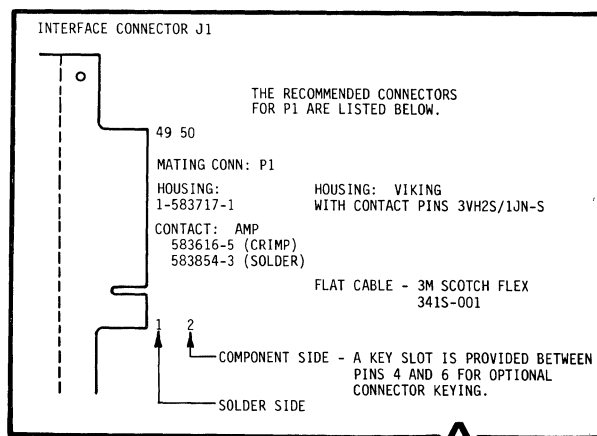 INTERFACE CONNECTOR J1
THE RECOMMENDED CONNECTORS
FOR P1 ARE LISTED BELOW.
49 50
MATING CONN: P1
HOUSING:
1-583717-1
HOUSING: VIKING
WITH CONTACT PINS 3VH2S/1JN-S
CONTACT: AMP
583616-5 (CRIMP)
583854-3 (SOLDER)
FLAT CABLE - 3M SCOTCH FLEX
341S-001
1 2
COMPONENT SIDE - A KEY SLOT IS PROVIDED BETWEEN
PINS 4 AND 6 FOR OPTIONAL
CONNECTOR KEYING.
SOLDER SIDE